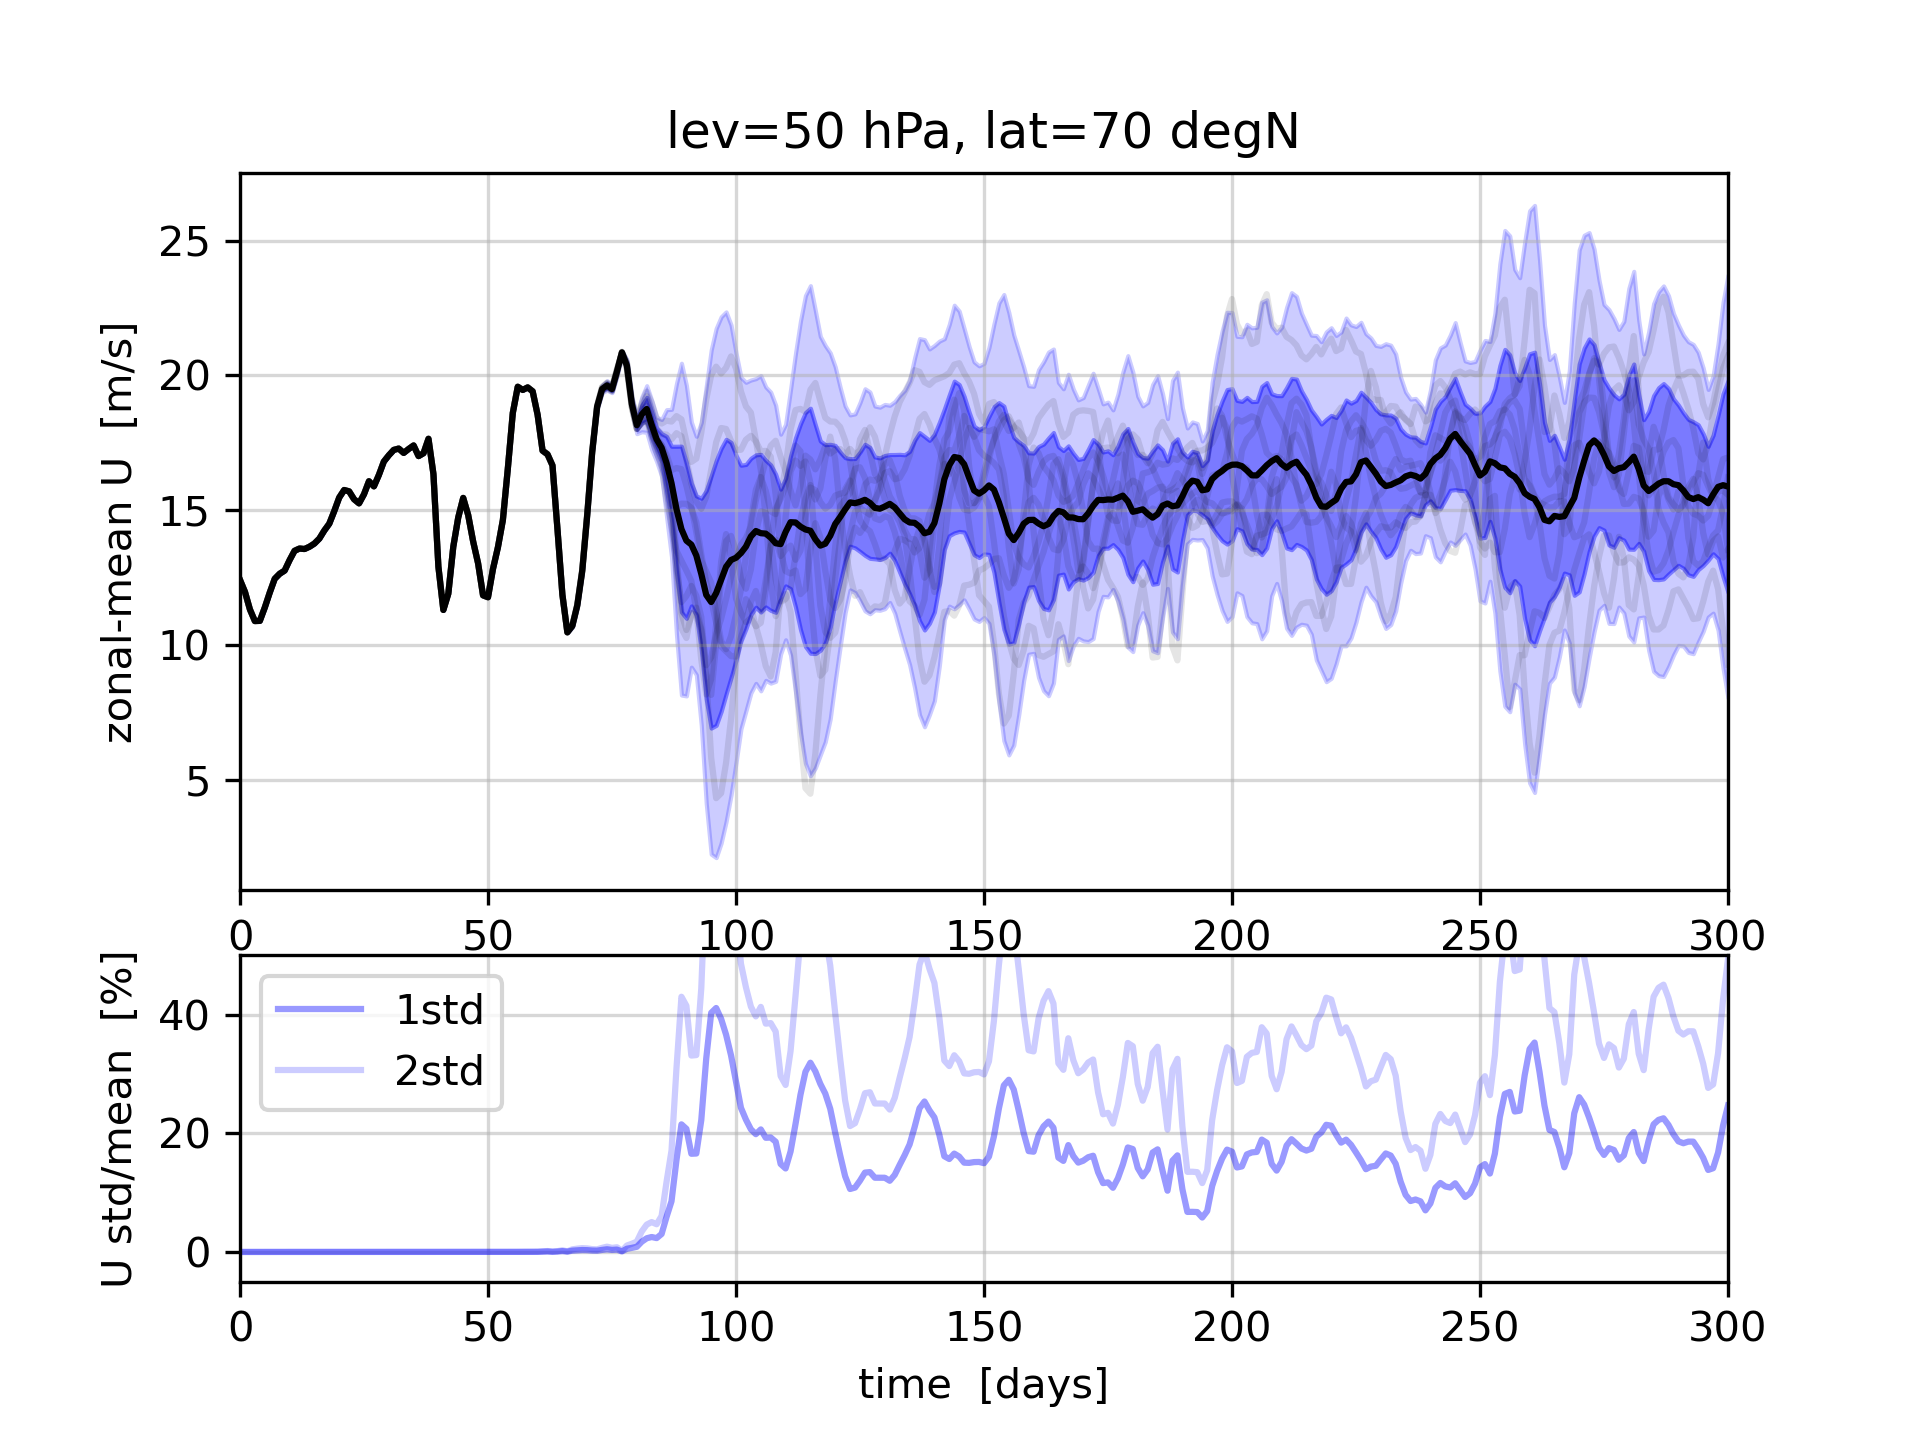 lev=50 hPa, lat=70 degN
zonal-mean U [m/s]
25
20
15
10
5
0 50 100 150 200 250 300
U std/mean [%]
40
20
0
1std
2std
0 50 100 150 200 250 300
time [days]